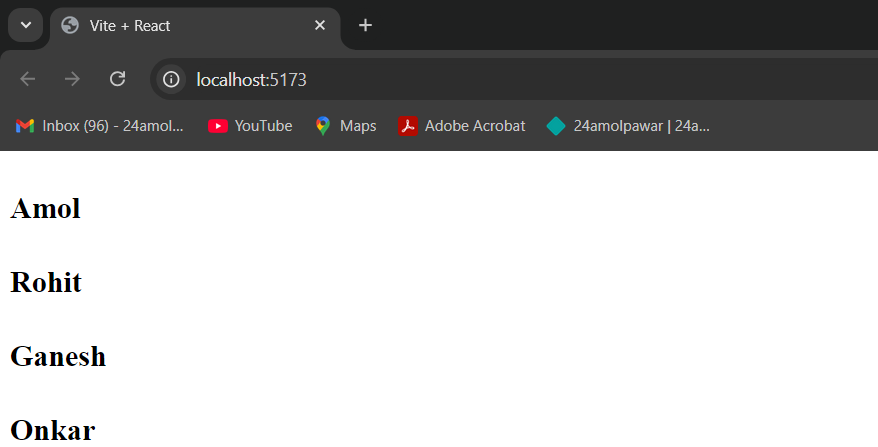 Vite + React
localhost:5173
Inbox (96) - 24amol... YouTube Maps Adobe Acrobat 24amolpawar | 24a...
Amol
Rohit
Ganesh
Onkar